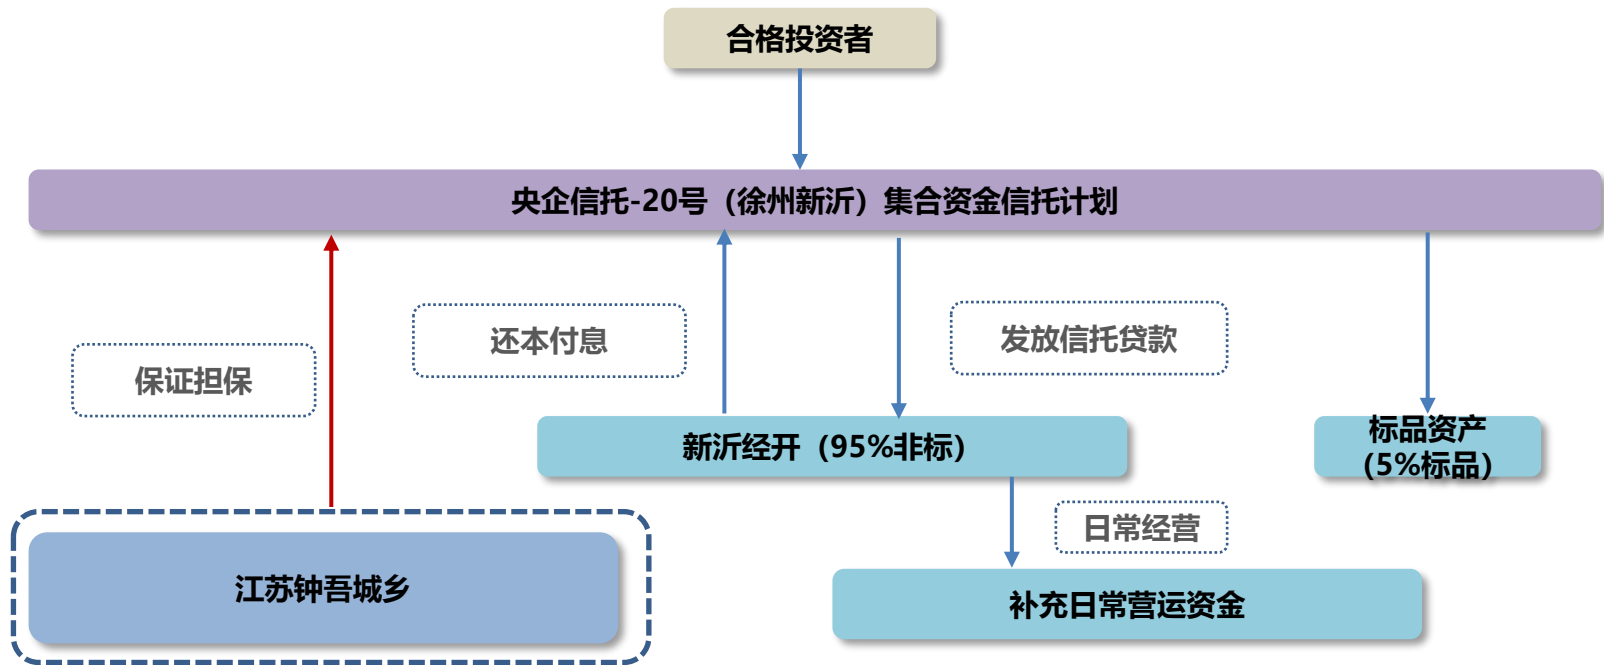 合格投资者
央企信托-20号（徐州新沂）集合资金信托计划
保证担保
还本付息
发放信托贷款
新沂经开（95%非标）
标品资产
（5%标品）
日常经营
江苏钟吾城乡
补充日常营运资金